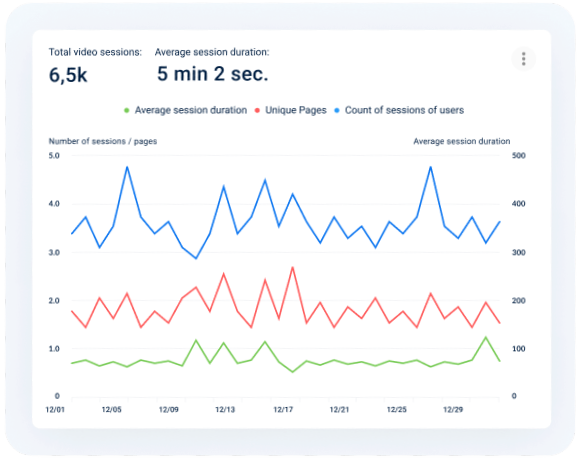 Total video sessions: Average session duration:
6,5k 5 min 2 sec.
Average session duration Unique Pages Count of sessions of users
Number of sessions / pages Average session duration
5.0 500
4.0 400
3.0 300
2.0 200
1.0 100
0 0
12/01 12/05 12/09 12/13 12/17 12/21 12/25 12/29